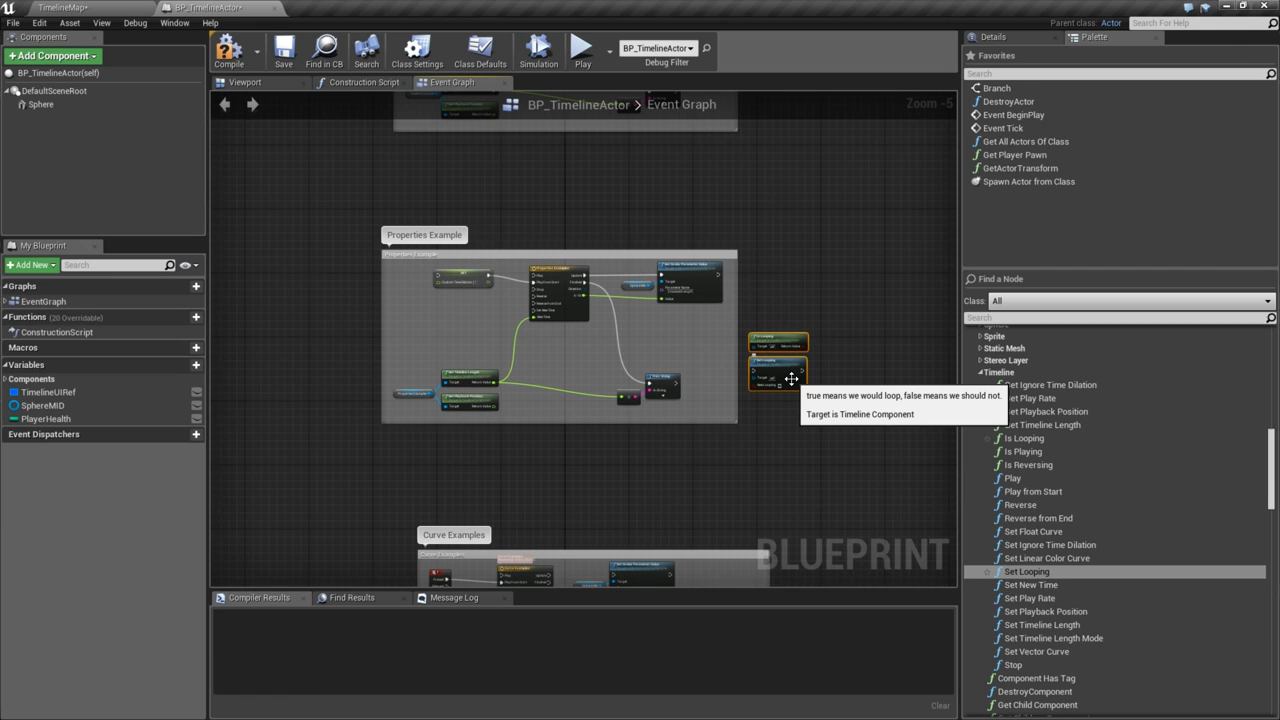 TimelineMap*
BP_TimelineActor*
File Edit Asset View Debug Window Help
Parent class: Actor
Search For Help
Components
Details
Palette
+ Add Component
BP_TimelineActor(self)
DefaultSceneRoot
Sphere
Compile
Save
Find in CB
Search
Class Settings
Class Defaults
Simulation
Play
BP_TimelineActor
Debug Filter
Viewport
Construction Script
Event Graph
BP_TimelineActor > Event Graph
Zoom -5
Favorites
Search
Branch
DestroyActor
Event BeginPlay
Event Tick
Get All Actors Of Class
Get Player Pawn
GetActorTransform
Spawn Actor from Class
My Blueprint
+ Add New
Search
Graphs
EventGraph
Functions (20 Overridable)
ConstructionScript
Macros
Variables
Components
TimelineUIRef
SphereMID
PlayerHealth
Event Dispatchers
Properties Example
Properties Example
true means we would loop, false means we should not.
Target is Timeline Component
Curve Examples
Curve Examples
BLUEPRINT
Find a Node
Class: All
Search
Sprite
Static Mesh
Stereo Layer
Timeline
Get Ignore Time Dilation
Get Play Rate
Get Playback Position
Get Timeline Length
Is Looping
Is Playing
Is Reversing
Play
Play from Start
Reverse
Reverse from End
Set Float Curve
Set Ignore Time Dilation
Set Linear Color Curve
Set Looping
Set New Time
Set Play Rate
Set Playback Position
Set Timeline Length
Set Timeline Length Mode
Set Vector Curve
Stop
Component Has Tag
DestroyComponent
Get Child Component
Compiler Results
Find Results
Message Log
Clear